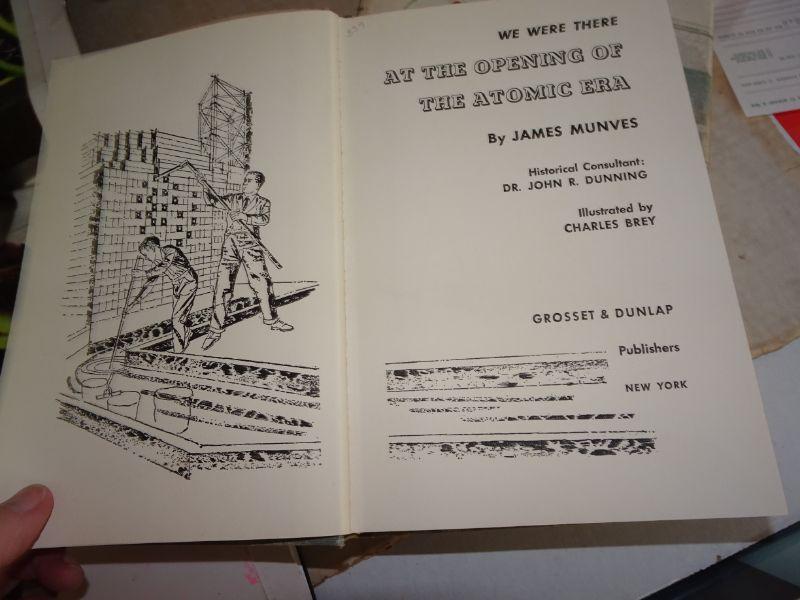 WE WERE THERE
AT THE OPENING OF
THE ATOMIC ERA
By JAMES MUNVES
Historical Consultant:
DR. JOHN R. DUNNING
Illustrated by
CHARLES BREY
GROSSET & DUNLAP
Publishers
NEW YORK